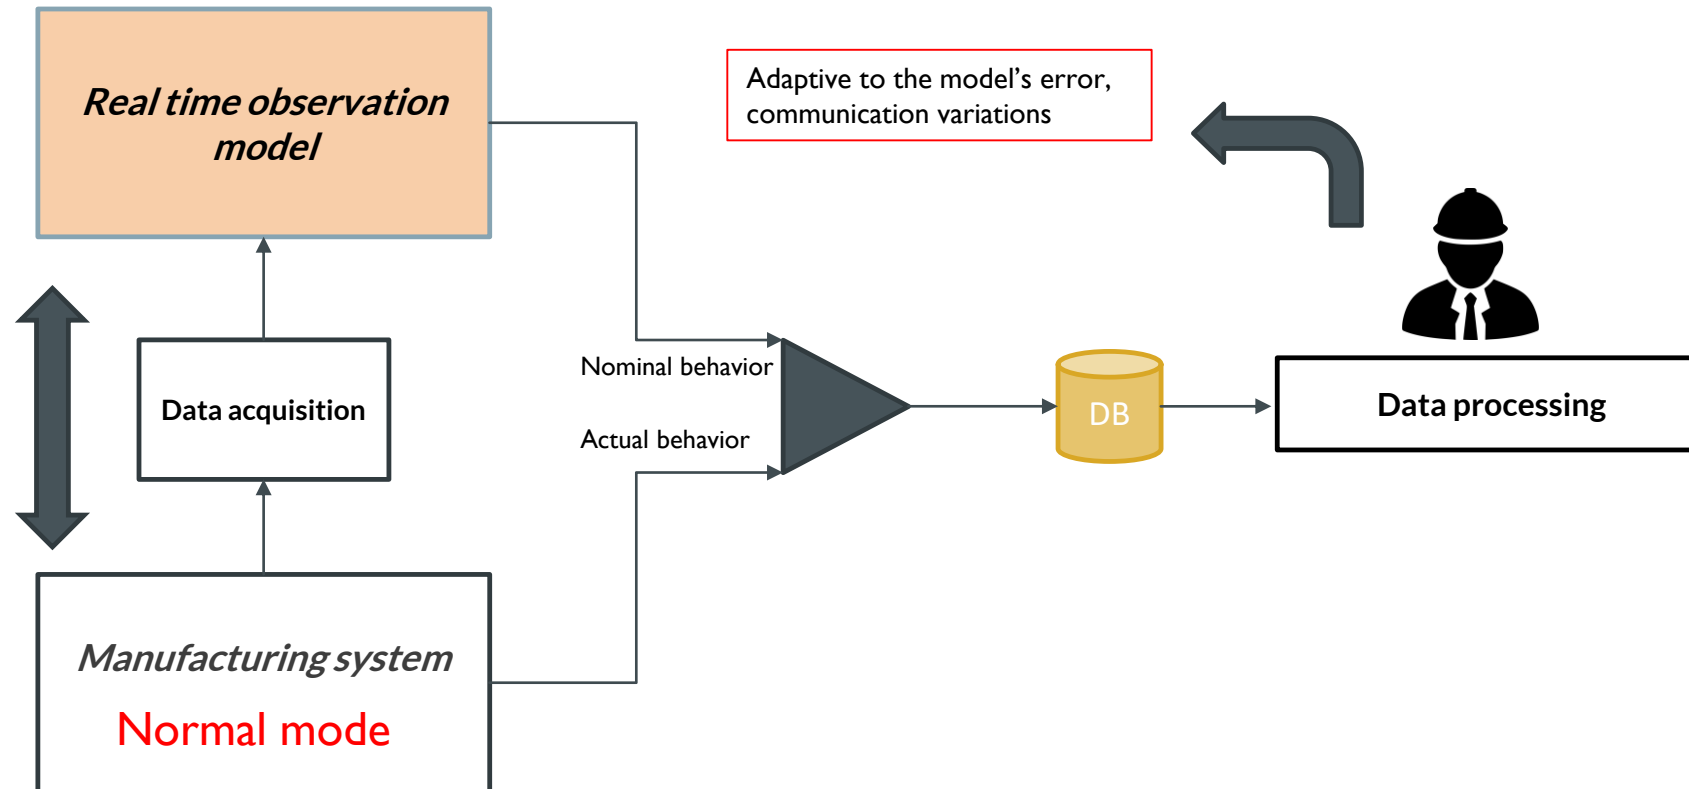 Real time observation
model
Adaptive to the model's error,
communication variations
Data acquisition
Nominal behavior
Actual behavior
DB
Data processing
Manufacturing system
Normal mode